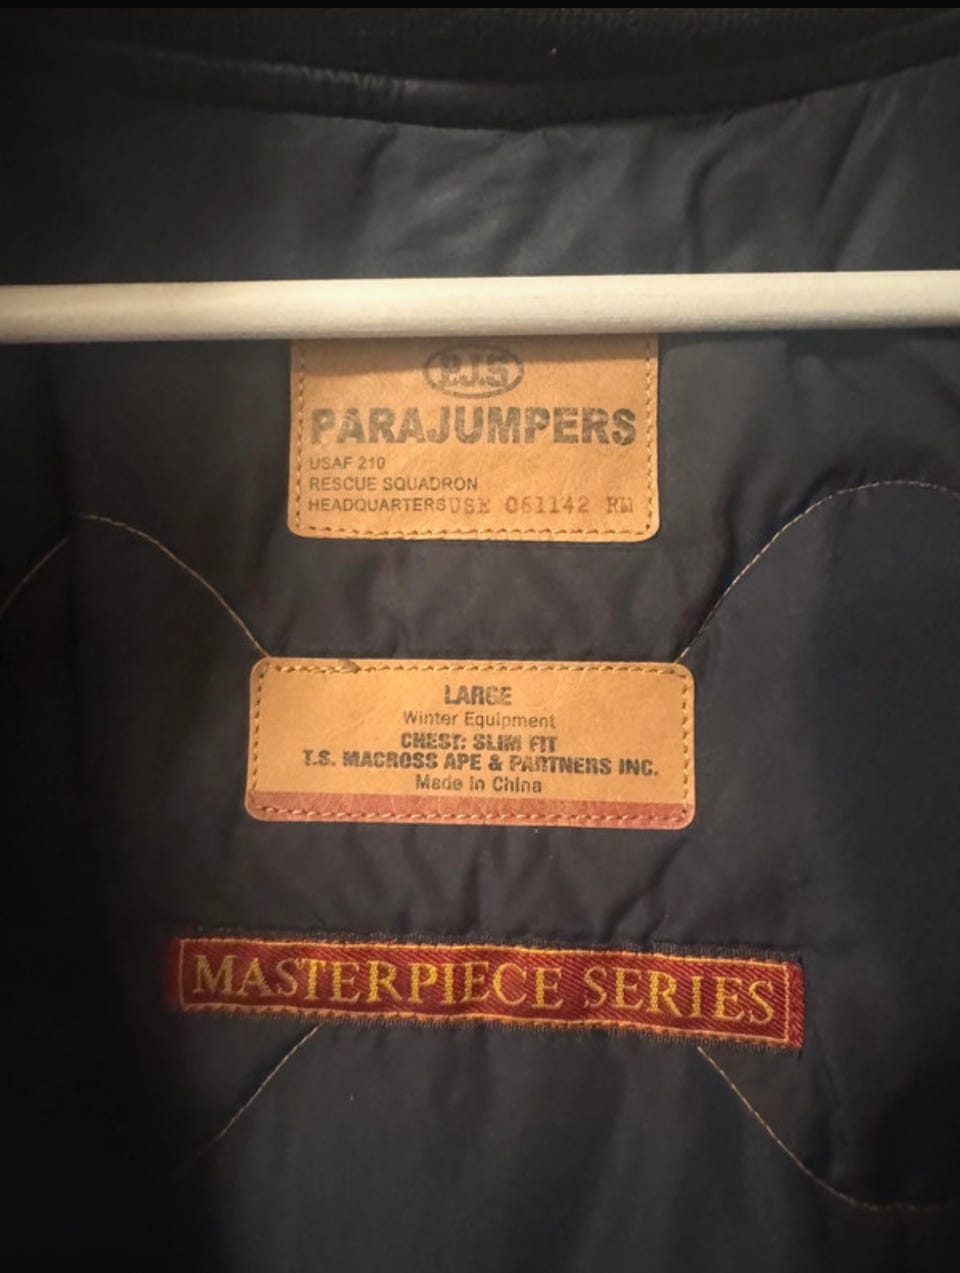 P.J.S
PARAJUMPERS
USAF 210
RESCUE SQUADRON
HEADQUARTERS USE 061142 RM
LARGE
Winter Equipment
CHEST: SLIM FIT
T.S. MACROSS APE & PARTNERS INC.
Made in China
MASTERPIECE SERIES